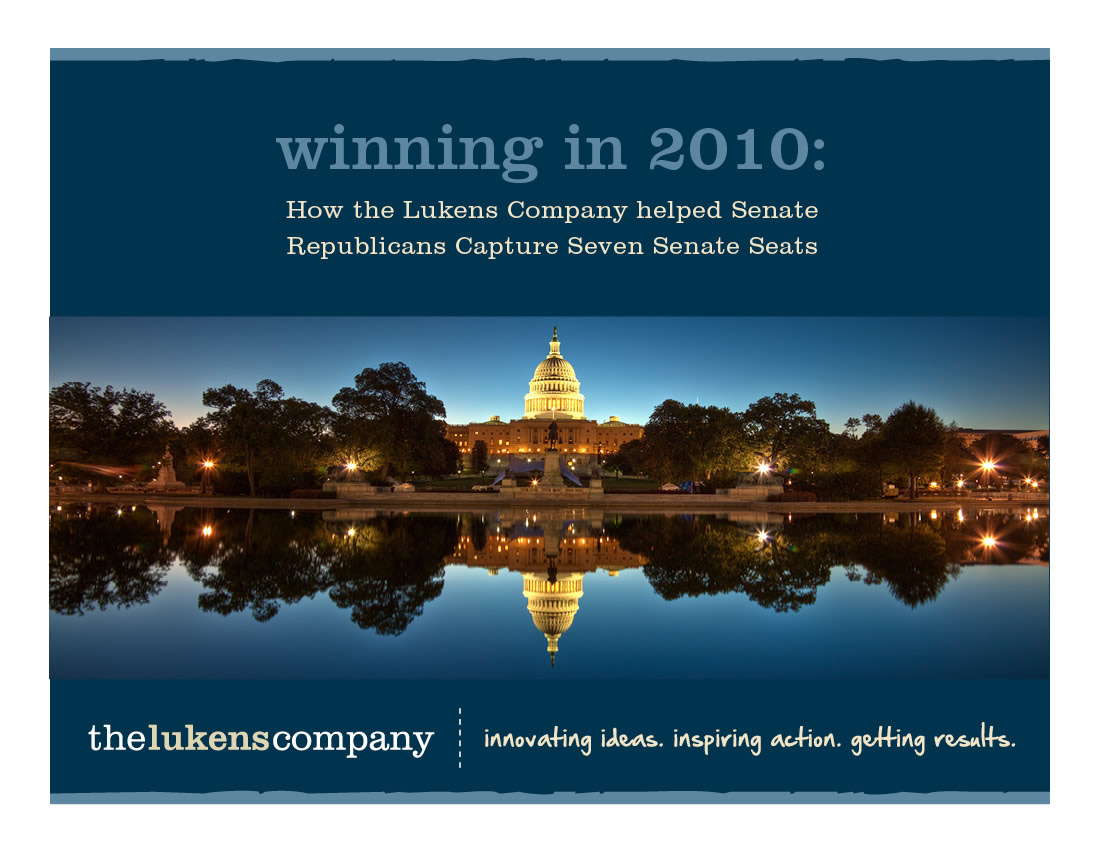 winning in 2010:
How the Lukens Company helped Senate
Republicans Capture Seven Senate Seats
thelukenscompany
innovating ideas. inspiring action. getting results.